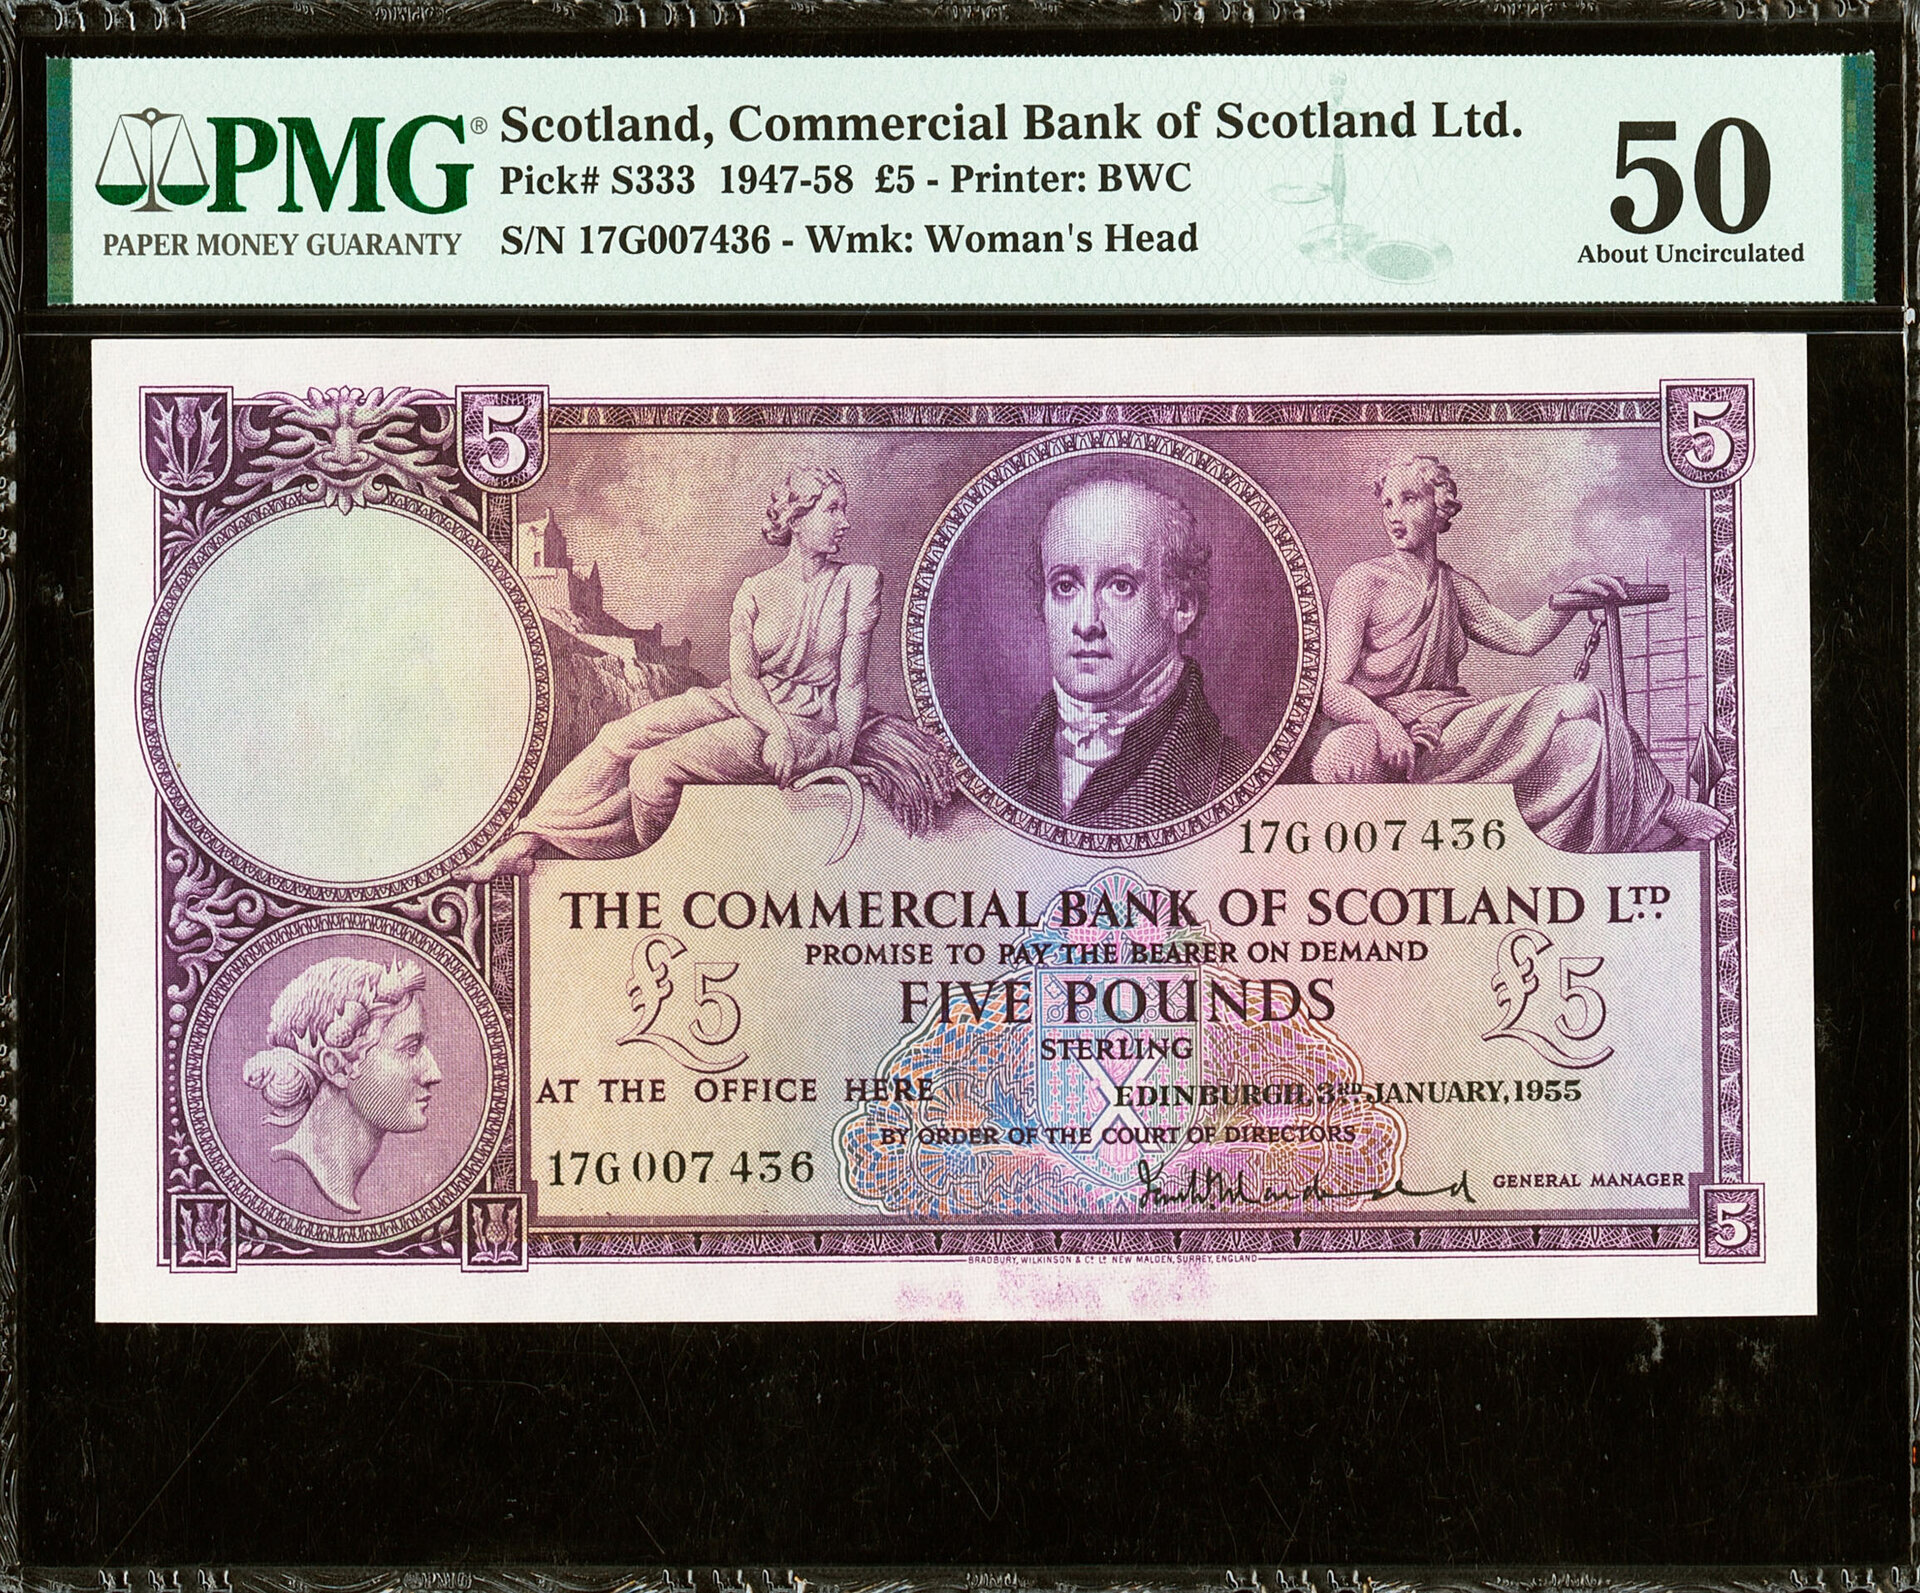 PMG®
PAPER MONEY GUARANTY
Scotland, Commercial Bank of Scotland Ltd.
Pick# S333 1947-58 £5 - Printer: BWC
S/N 17G007436 - Wmk: Woman's Head
50
About Uncirculated
5
5
17G 007 436
THE COMMERCIAL BANK OF SCOTLAND LTD.
PROMISE TO PAY THE BEARER ON DEMAND
£5 FIVE POUNDS £5
STERLING
AT THE OFFICE HERE EDINBURGH, 3RD JANUARY, 1955
BY ORDER OF THE COURT OF DIRECTORS
17G 007 436
GENERAL MANAGER
5
BRADBURY, WILKINSON & Cº Lº NEW MALDEN, SURREY, ENGLAND